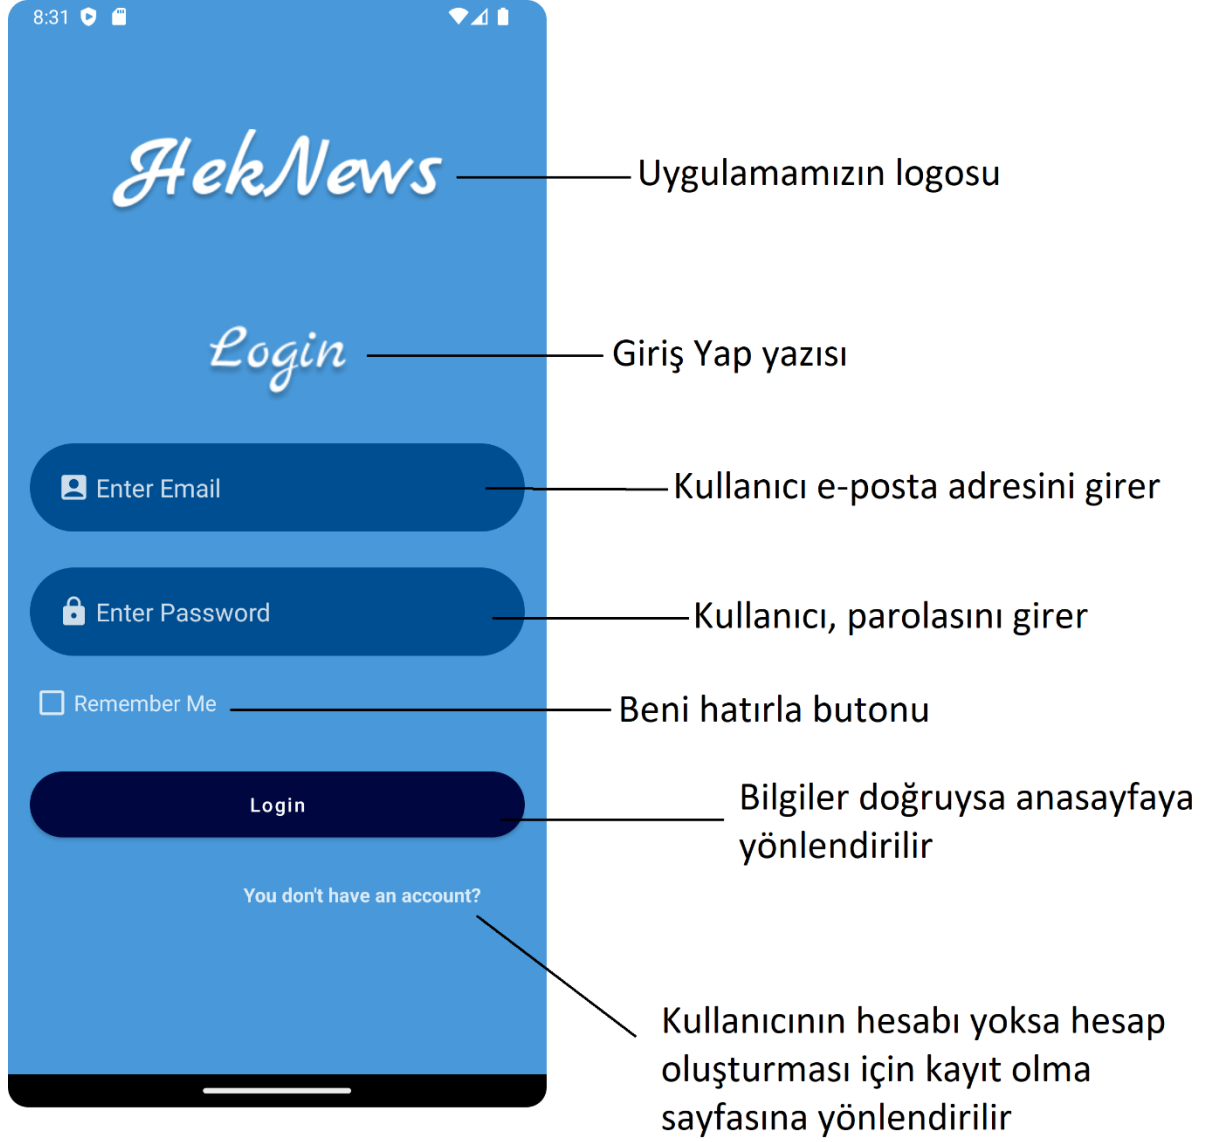 8:31
HekNews
Uygulamamızın logosu
Login
Giriş Yap yazısı
Enter Email
Kullanıcı e-posta adresini girer
Enter Password
Kullanıcı, parolasını girer
Remember Me
Beni hatırla butonu
Login
Bilgiler doğruysa anasayfaya
yönlendirilir
You don't have an account?
Kullanıcının hesabı yoksa hesap
oluşturması için kayıt olma
sayfasına yönlendirilir